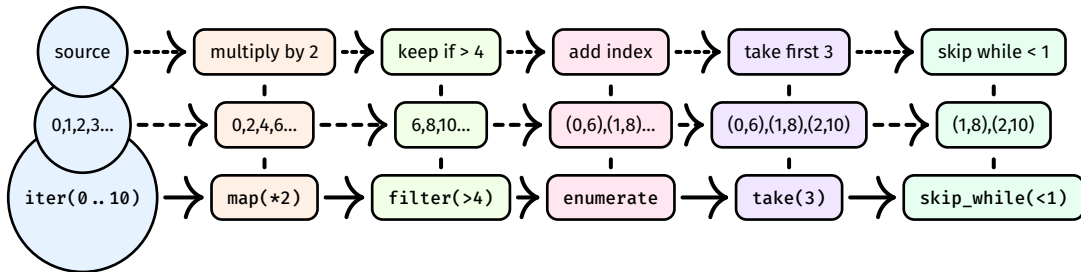 source
multiply by 2
keep if > 4
add index
take first 3
skip while < 1
0,1,2,3...
0,2,4,6...
6,8,10...
(0,6),(1,8)...
(0,6),(1,8),(2,10)
(1,8),(2,10)
iter(0..10)
map(*2)
filter(>4)
enumerate
take(3)
skip_while(<1)